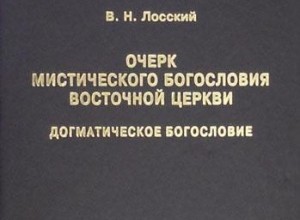 В. Н. Лосский
ОЧЕРК
МИСТИЧЕСКОГО БОГОСЛОВИЯ
ВОСТОЧНОЙ ЦЕРКВИ
ДОГМАТИЧЕСКОЕ БОГОСЛОВИЕ